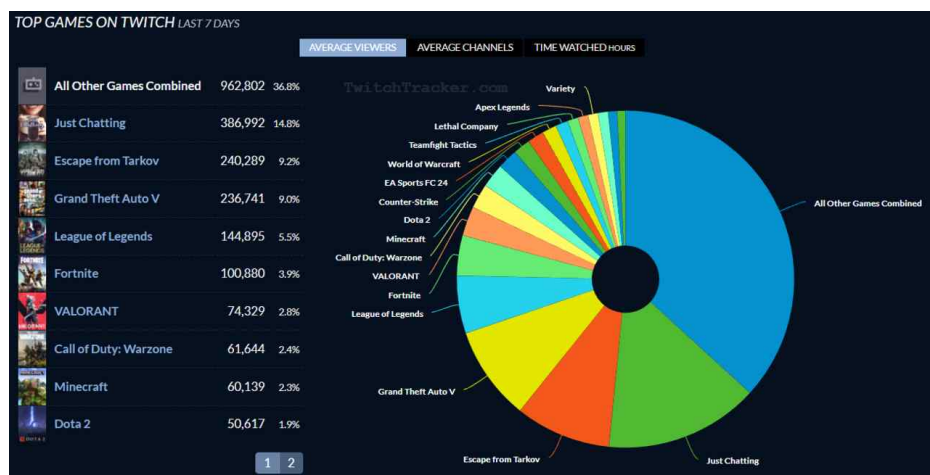 TOP GAMES ON TWITCH LAST 7 DAYS
AVERAGE VIEWERS AVERAGE CHANNELS TIME WATCHED HOURS
All Other Games Combined 962,802 36.8%
Just Chatting 386,992 14.8%
Escape from Tarkov 240,289 9.2%
Grand Theft Auto V 236,741 9.0%
League of Legends 144,895 5.5%
Fortnite 100,880 3.9%
VALORANT 74,329 2.8%
Call of Duty: Warzone 61,644 2.4%
Minecraft 60,139 2.3%
Dota 2 50,617 1.9%
1 2
TwitchTracker.com
Variety
Apex Legends
Lethal Company
Teamfight Tactics
World of Warcraft
EA Sports FC 24
Counter-Strike
Dota 2
Minecraft
Call of Duty: Warzone
VALORANT
Fortnite
League of Legends
Grand Theft Auto V
Escape from Tarkov
Just Chatting
All Other Games Combined